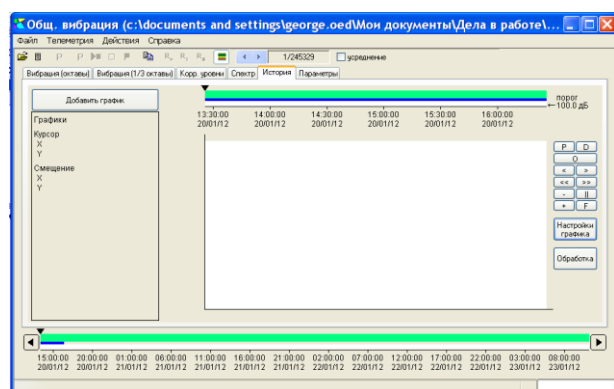 Общ. вибрация (c:\documents and settings\george.oed\Мои документы\Дела в работе\...
Файл Телеметрия Действия Справка
1/245329 усреднение
Вибрация (октавы) Вибрация (1/3 октавы) Корр. уровни Спектр История Параметры
Добавить график
порог
100.0 дБ
13:30:00 14:00:00 14:30:00 15:00:00 15:30:00 16:00:00
20/01/12 20/01/12 20/01/12 20/01/12 20/01/12 20/01/12
Графики
Курсор
X
Y
Смещение
X
Y
P D
O
< >
<< >>
- ||
+ F
Настройки
графика
Обработка
15:00:00 20:00:00 01:00:00 06:00:00 11:00:00 16:00:00 21:00:00 02:00:00 07:00:00 12:00:00 17:00:00 22:00:00 03:00:00 08:00:00
20/01/12 20/01/12 21/01/12 21/01/12 21/01/12 21/01/12 21/01/12 22/01/12 22/01/12 22/01/12 22/01/12 22/01/12 23/01/12 23/01/12